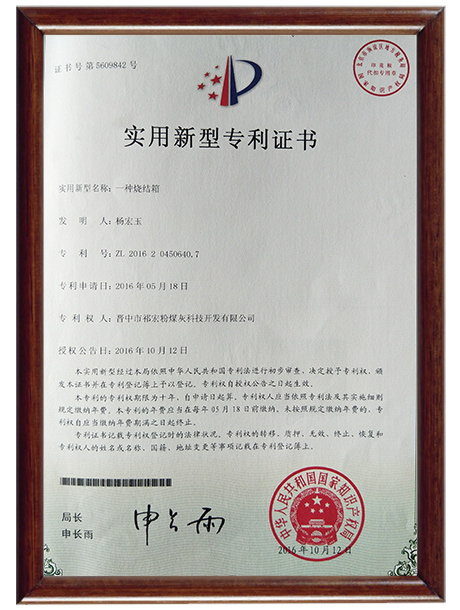 证书号第5609842号
印花税
代扣专用章
实用新型专利证书
实用新型名称：一种烧结箱
发明人：杨宏玉
专利号：ZL 2016 2 0450640.7
专利申请日：2016年05月18日
专利权人：晋中市祁宏粉煤灰科技开发有限公司
授权公告日：2016年10月12日
本实用新型经过本局依照中华人民共和国专利法进行初步审查，决定授予专利权，颁
发本证书并在专利登记簿上予以登记。专利权自授权公告之日起生效。
本专利的专利权期限为十年，自申请日起算。专利权人应当依照专利法及其实施细则
规定缴纳年费。本专利的年费应当在每年05月18日前缴纳。未按照规定缴纳年费的，专
利权自应当缴纳年费期满之日起终止。
专利证书记载专利权登记时的法律状况。专利权的转移、质押、无效、终止、恢复和
专利权人的姓名或名称、国籍、地址变更等事项记载在专利登记簿上。
局长
申长雨
申长雨
中华人民共和国国家知识产权局
2016年10月12日